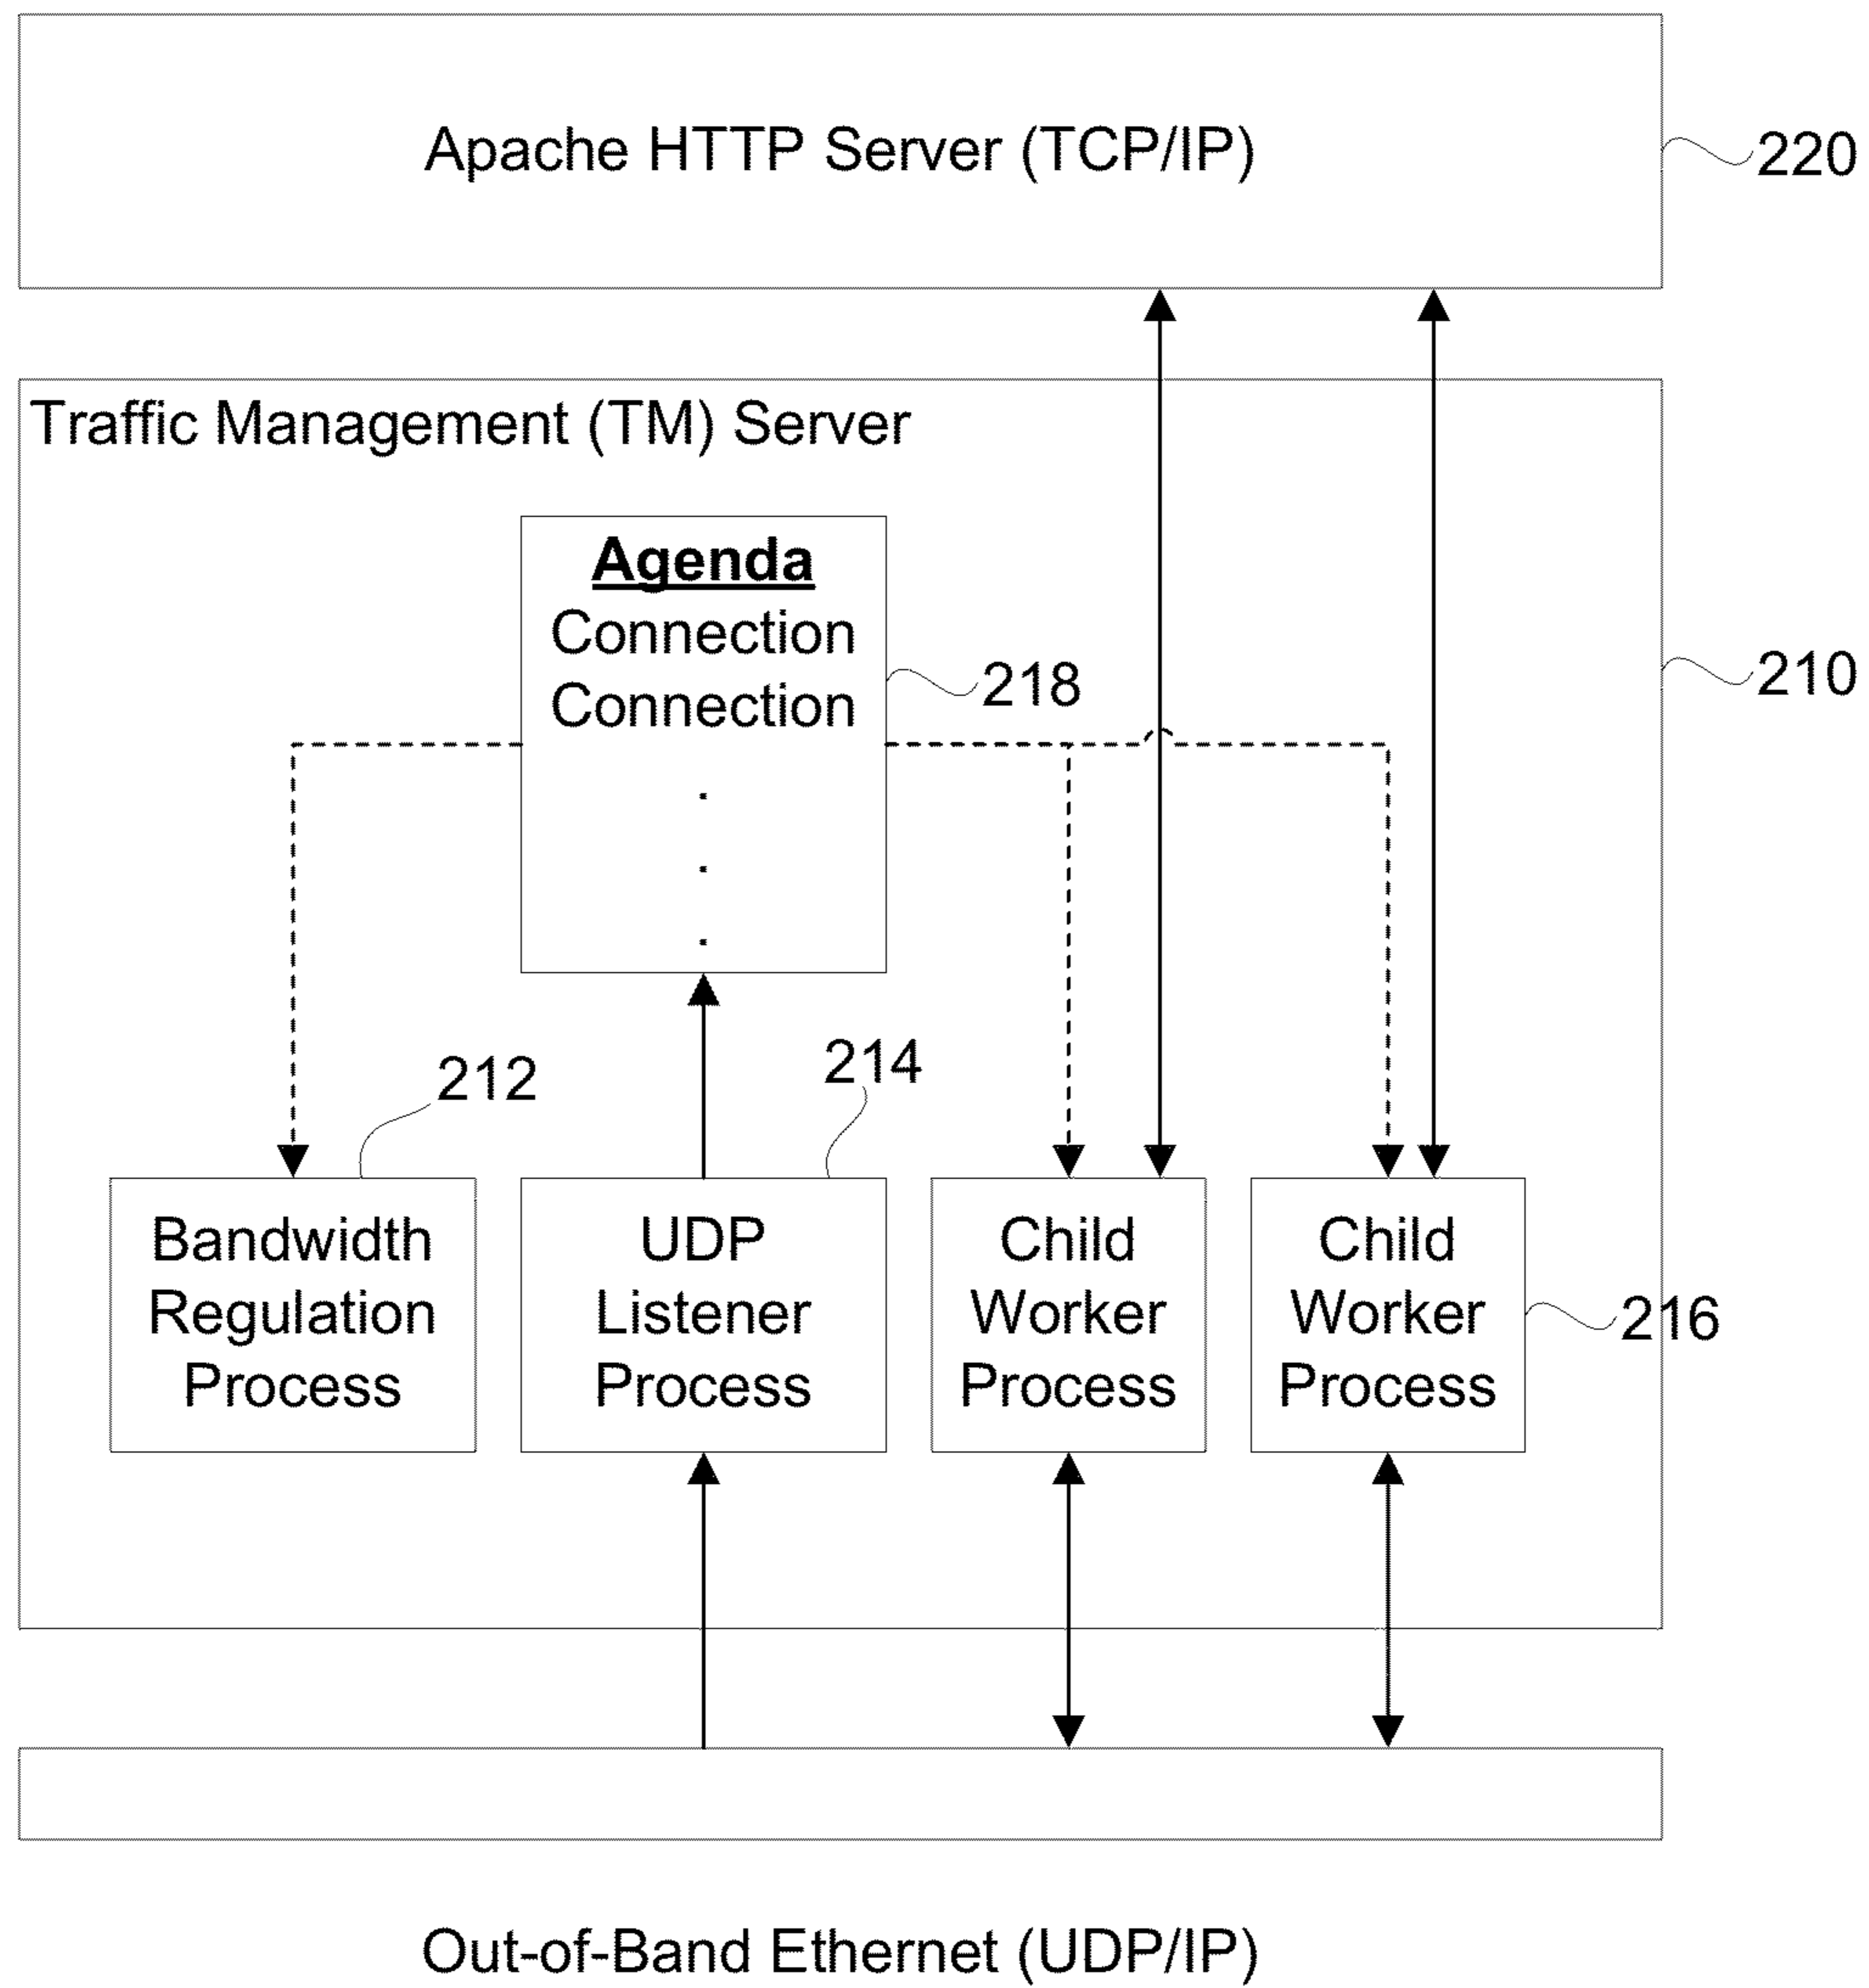 Apache HTTP Server (TCP/IP)
220
Traffic Management (TM) Server
Agenda
Connection
Connection
.
.
.
218
210
212
214
Bandwidth
Regulation
Process
UDP
Listener
Process
Child
Worker
Process
Child
Worker
Process
216
Out-of-Band Ethernet (UDP/IP)